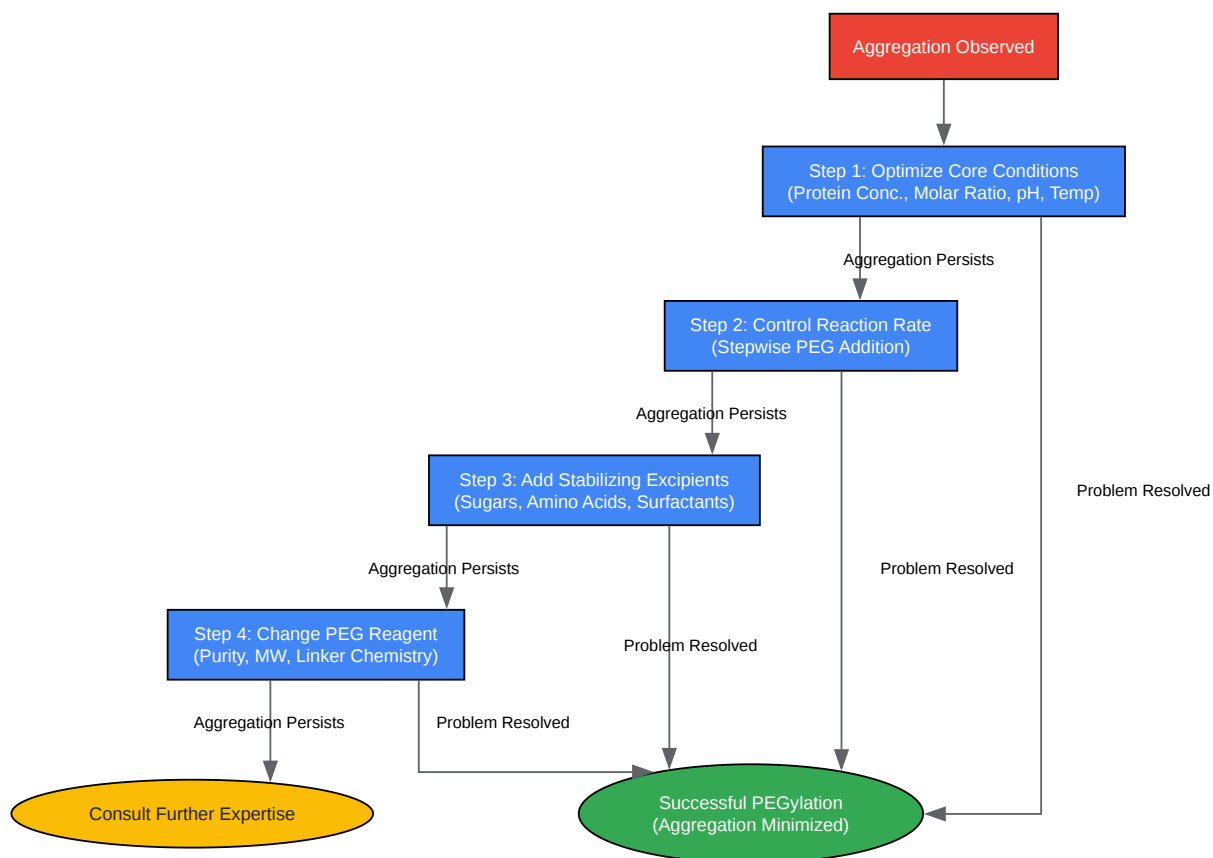 Aggregation Observed
Step 1: Optimize Core Conditions
(Protein Conc., Molar Ratio, pH, Temp)
Aggregation Persists
Step 2: Control Reaction Rate
(Stepwise PEG Addition)
Aggregation Persists
Step 3: Add Stabilizing Excipients
(Sugars, Amino Acids, Surfactants)
Problem Resolved
Aggregation Persists
Problem Resolved
Step 4: Change PEG Reagent
(Purity, MW, Linker Chemistry)
Problem Resolved
Aggregation Persists
Problem Resolved
Consult Further Expertise
Successful PEGylation
(Aggregation Minimized)